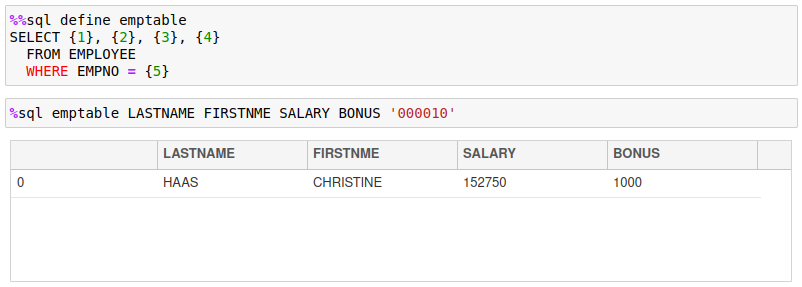 %%sql define emptable
SELECT {1}, {2}, {3}, {4}
  FROM EMPLOYEE
  WHERE EMPNO = {5}
%sql emptable LASTNAME FIRSTNME SALARY BONUS '000010'
LASTNAME FIRSTNME SALARY BONUS
0 HAAS CHRISTINE 152750 1000